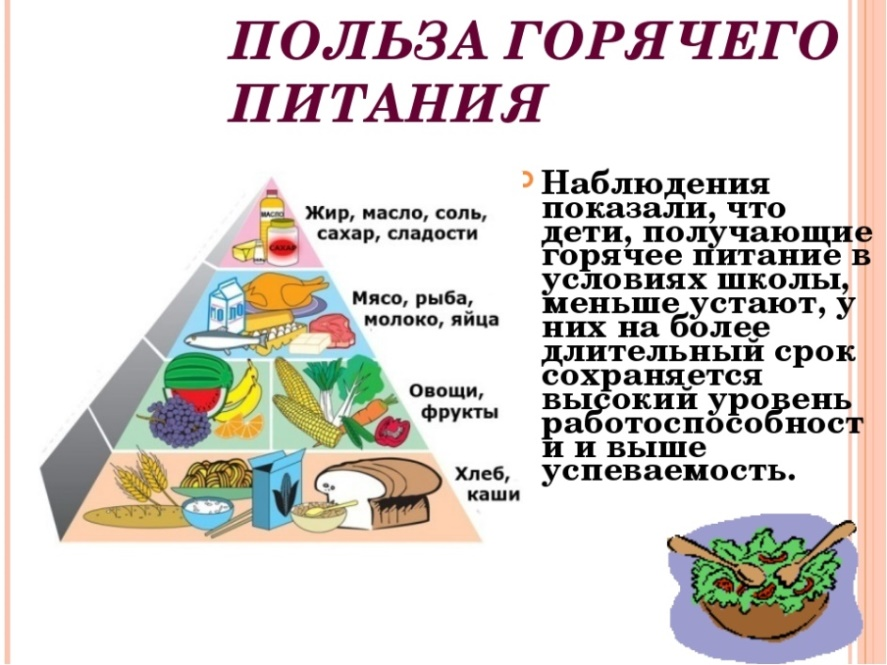 ПОЛЬЗА ГОРЯЧЕГО
ПИТАНИЯ
МАСЛО
САХАР
Жир, масло, соль,
сахар, сладости
Мясо, рыба,
молоко, яйца
Овощи,
фрукты
Хлеб,
каши
Наблюдения
показали, что
дети, получающие
горячее питание в
условиях школы,
меньше устают, у
них на более
длительный срок
сохраняется
высокий уровень
работоспособност
и и выше
успеваемость.